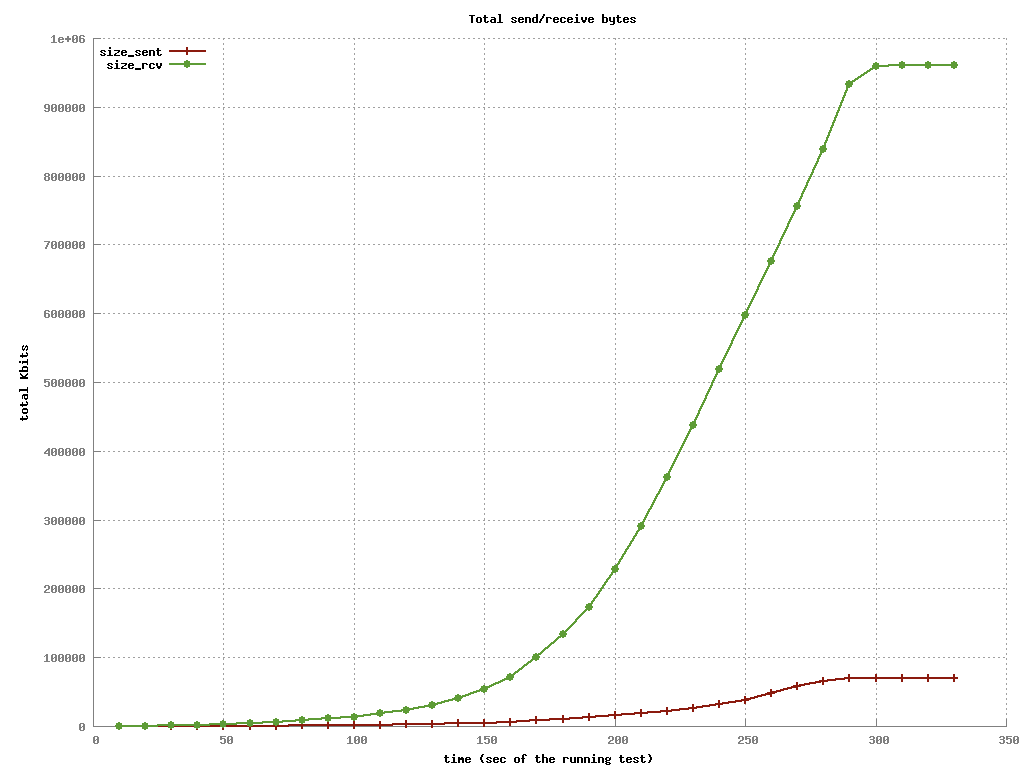 Total send/receive bytes
size_sent
size_rcv
1e+06
900000
800000
700000
600000
500000
400000
300000
200000
100000
0
total Kbits
0 50 100 150 200 250 300 350
time (sec of the running test)